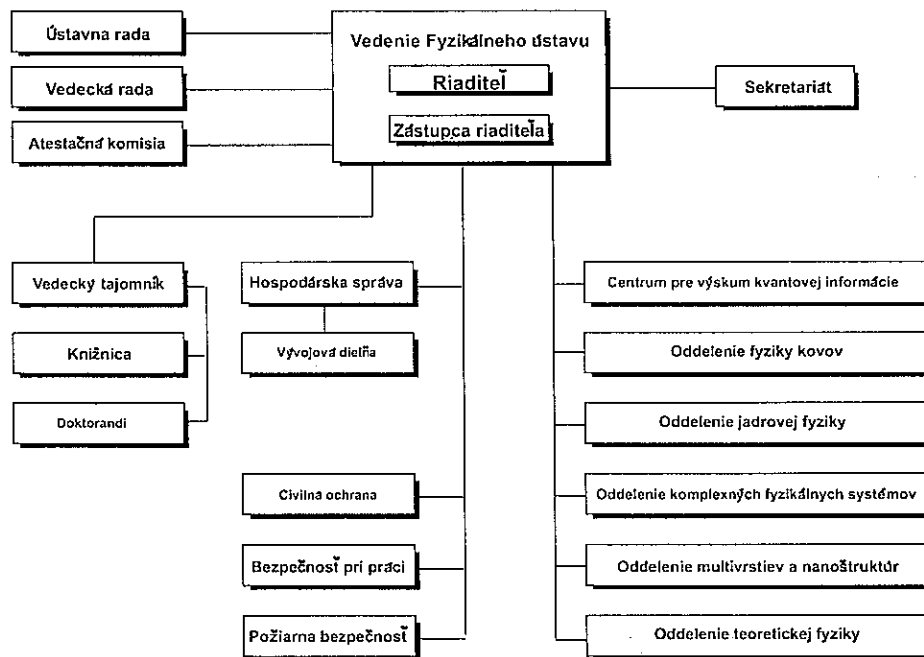 Ústavna rada
Vedecká rada
Atestačná komisia
Vedenie Fyzikálneho ústavu
Riaditeľ
Zástupca riaditeľa
Sekretariát
Vedecký tajomník
Knižnica
Doktorandi
Hospodárska správa
Vývojová dielňa
Civilná ochrana
Bezpečnosť pri práci
Požiarna bezpečnosť
Centrum pre výskum kvantovej informácie
Oddelenie fyziky kovov
Oddelenie jadrovej fyziky
Oddelenie komplexných fyzikálnych systémov
Oddelenie multivrstiev a nanoštruktúr
Oddelenie teoretickej fyziky